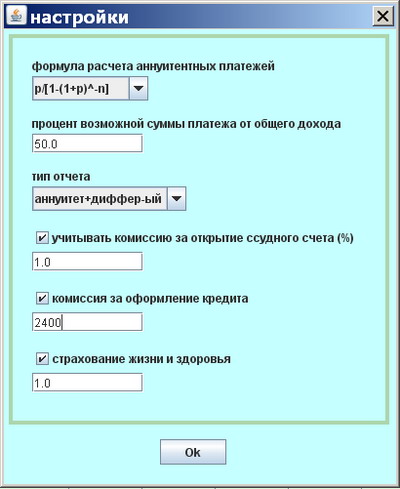 настройки
формула расчета аннуитентных платежей
p/[1-(1+p)^-n]
процент возможной суммы платежа от общего дохода
50.0
тип отчета
аннуитет+диффер-ый
учитывать комиссию за открытие ссудного счета (%)
1.0
комиссия за оформление кредита
2400
страхование жизни и здоровья
1.0
Ok